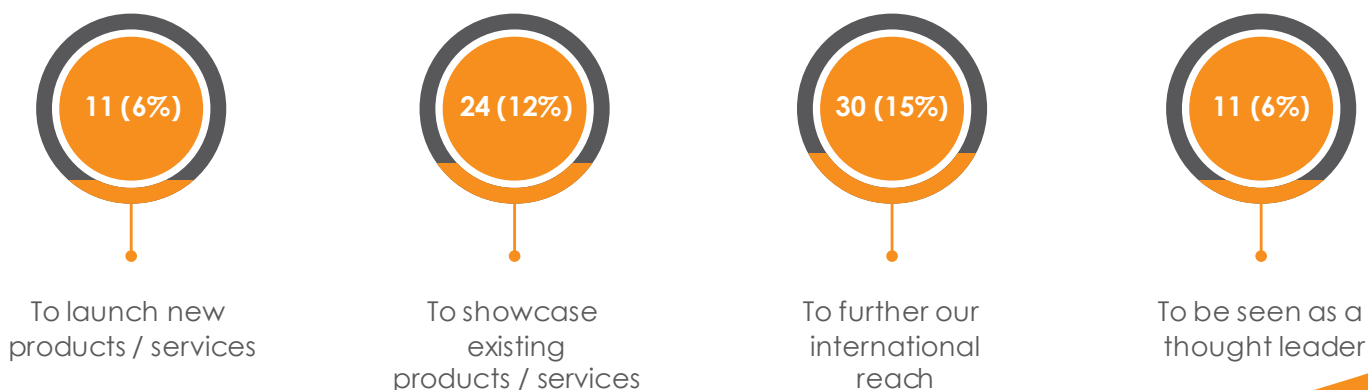 11 (6%)
To launch new
products / services
24 (12%)
To showcase
existing
products / services
30 (15%)
To further our
international
reach
11 (6%)
To be seen as a
thought leader